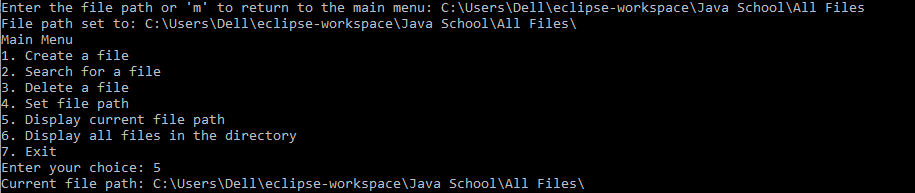 Enter the file path or 'm' to return to the main menu: C:\Users\Dell\eclipse-workspace\Java School\All Files
File path set to: C:\Users\Dell\eclipse-workspace\Java School\All Files\
Main Menu
1. Create a file
2. Search for a file
3. Delete a file
4. Set file path
5. Display current file path
6. Display all files in the directory
7. Exit
Enter your choice: 5
Current file path: C:\Users\Dell\eclipse-workspace\Java School\All Files\